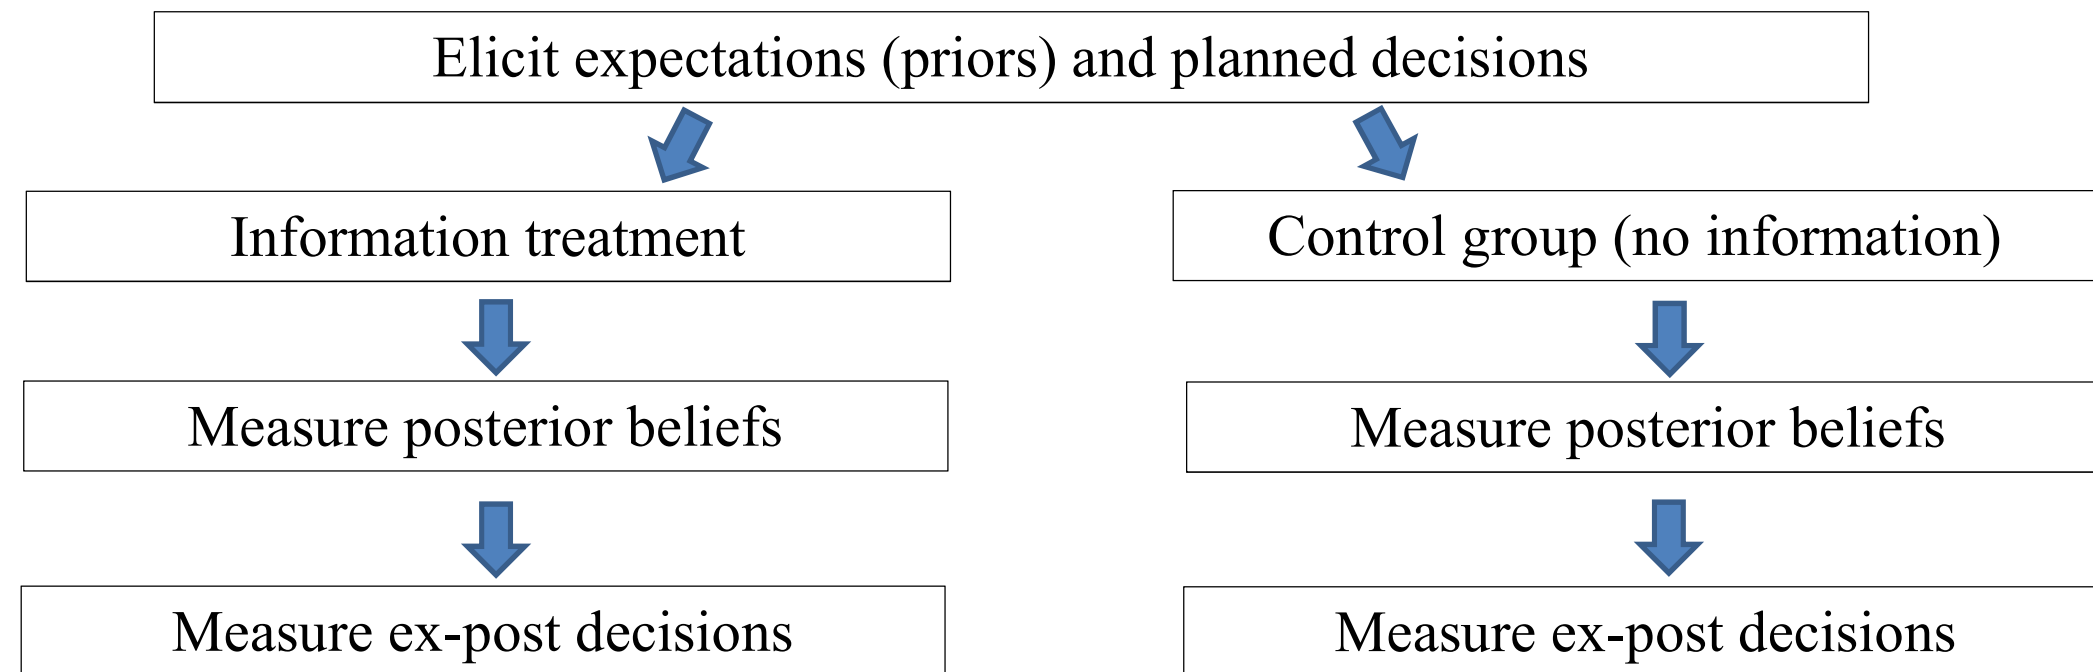 Elicit expectations (priors) and planned decisions
Information treatment
Control group (no information)
Measure posterior beliefs
Measure posterior beliefs
Measure ex-post decisions
Measure ex-post decisions